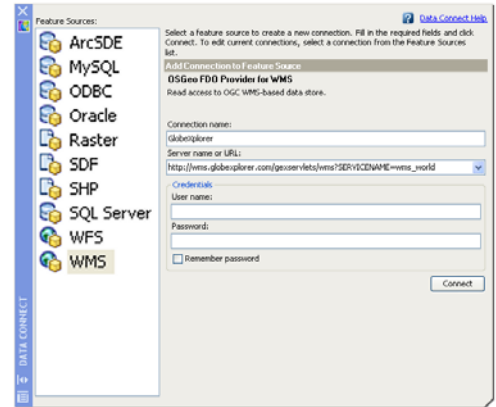 Data Connect Help
Feature Sources:
ArcSDE
MySQL
ODBC
Oracle
Raster
SDF
SHP
SQL Server
WFS
WMS
Select a feature source to create a new connection. Fill in the required fields and click
Connect. To edit current connections, select a connection from the Feature Sources
list.
Add Connection to Feature Source
OSGeo FDO Provider for WMS
Read access to OGC WMS-based data store.
Connection name:
GlobeXplorer
Server name or URL:
http://wms.globexplorer.com/gexservlets/wms?SERVICENAME=wms_world
Credentials
User name:
Password:
Remember password
Connect
DATA CONNECT